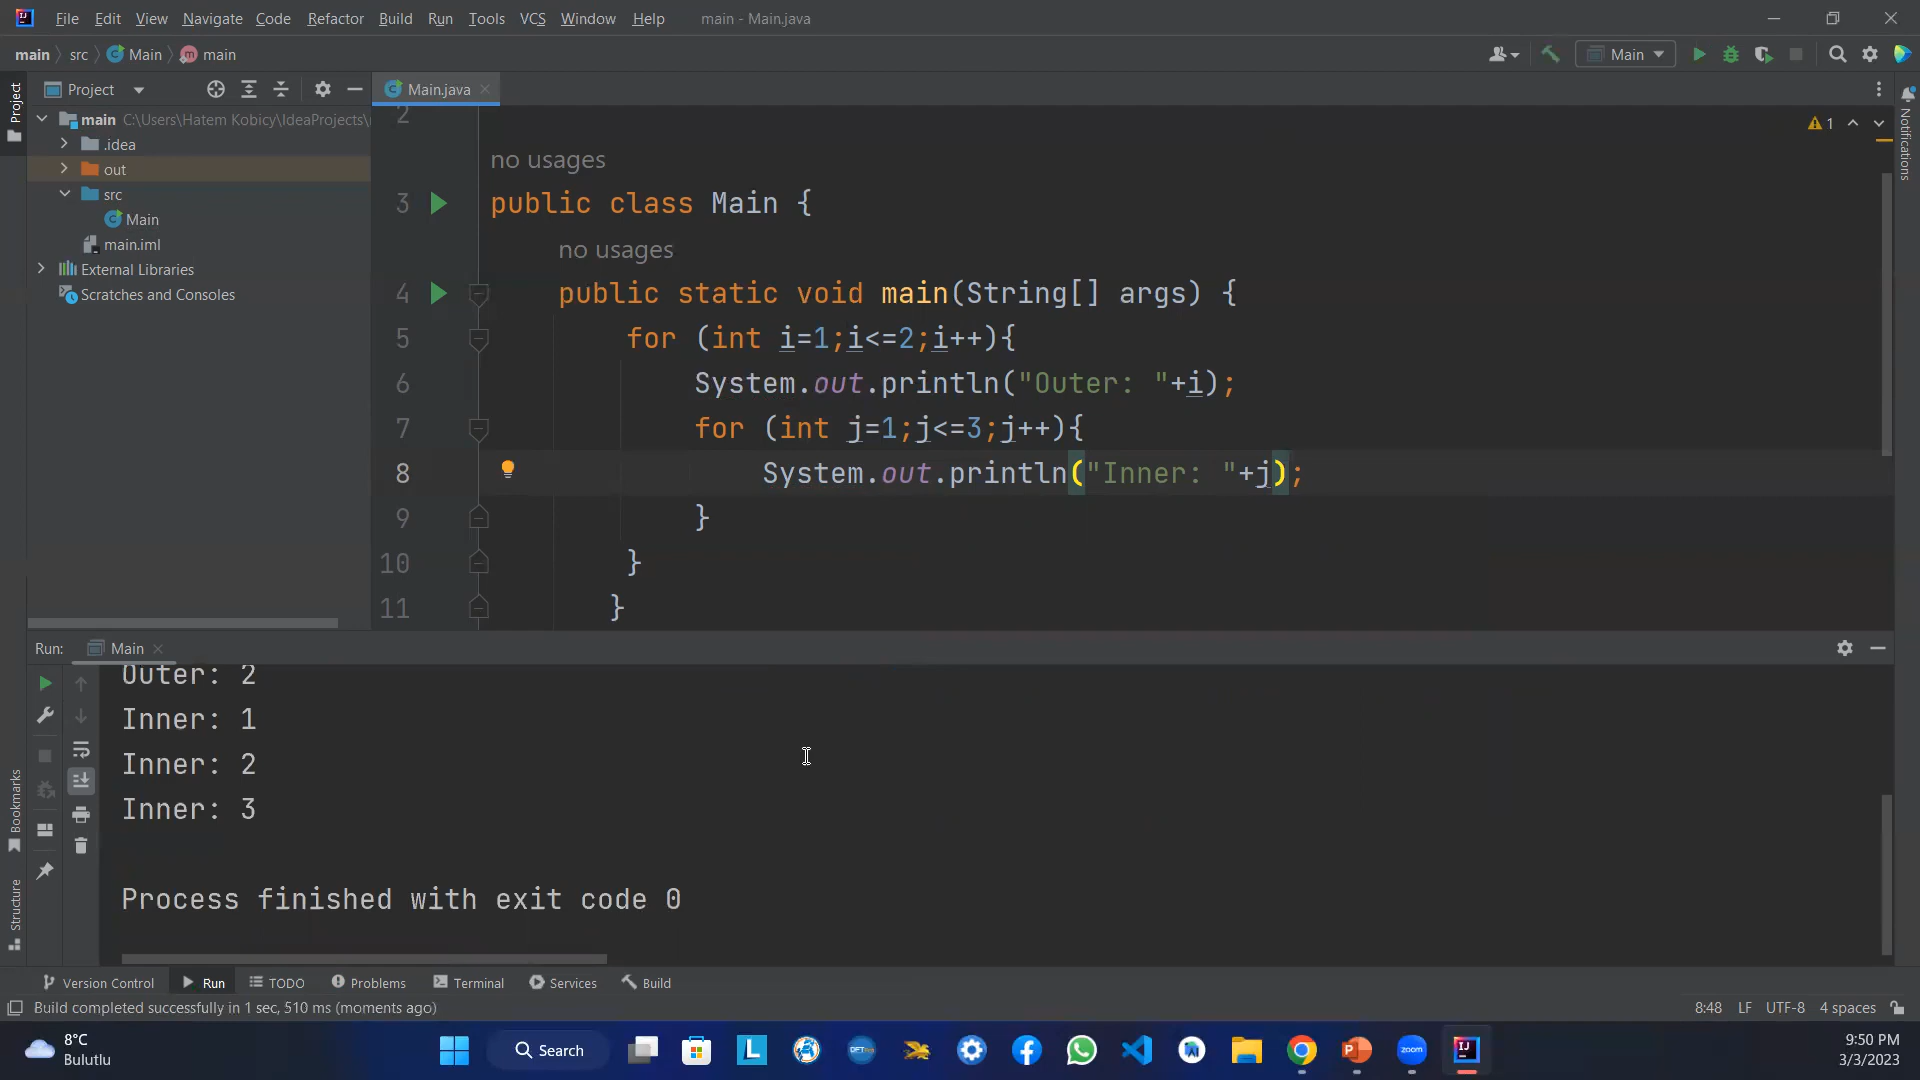 File Edit View Navigate Code Refactor Build Run Tools VCS Window Help main - Main.java
main src Main main Main
Project Main.java
Project
main C:\Users\Hatem Kobicy\IdeaProjects\
.idea
out
src
Main
main.iml
External Libraries
Scratches and Consoles
Notifications
1
2
no usages
3 public class Main {
no usages
4 public static void main(String[] args) {
5 for (int i=1;i<=2;i++){
6 System.out.println("Outer: "+i);
7 for (int j=1;j<=3;j++){
8 System.out.println("Inner: "+j);
9 }
10 }
11 }
Run: Main
Outer: 2
Inner: 1
Inner: 2
Inner: 3
Process finished with exit code 0
Bookmarks
Structure
Version Control Run TODO Problems Terminal Services Build
Build completed successfully in 1 sec, 510 ms (moments ago) 8:48 LF UTF-8 4 spaces
8°C
Bulutlu
Search
zoom
9:50 PM
3/3/2023